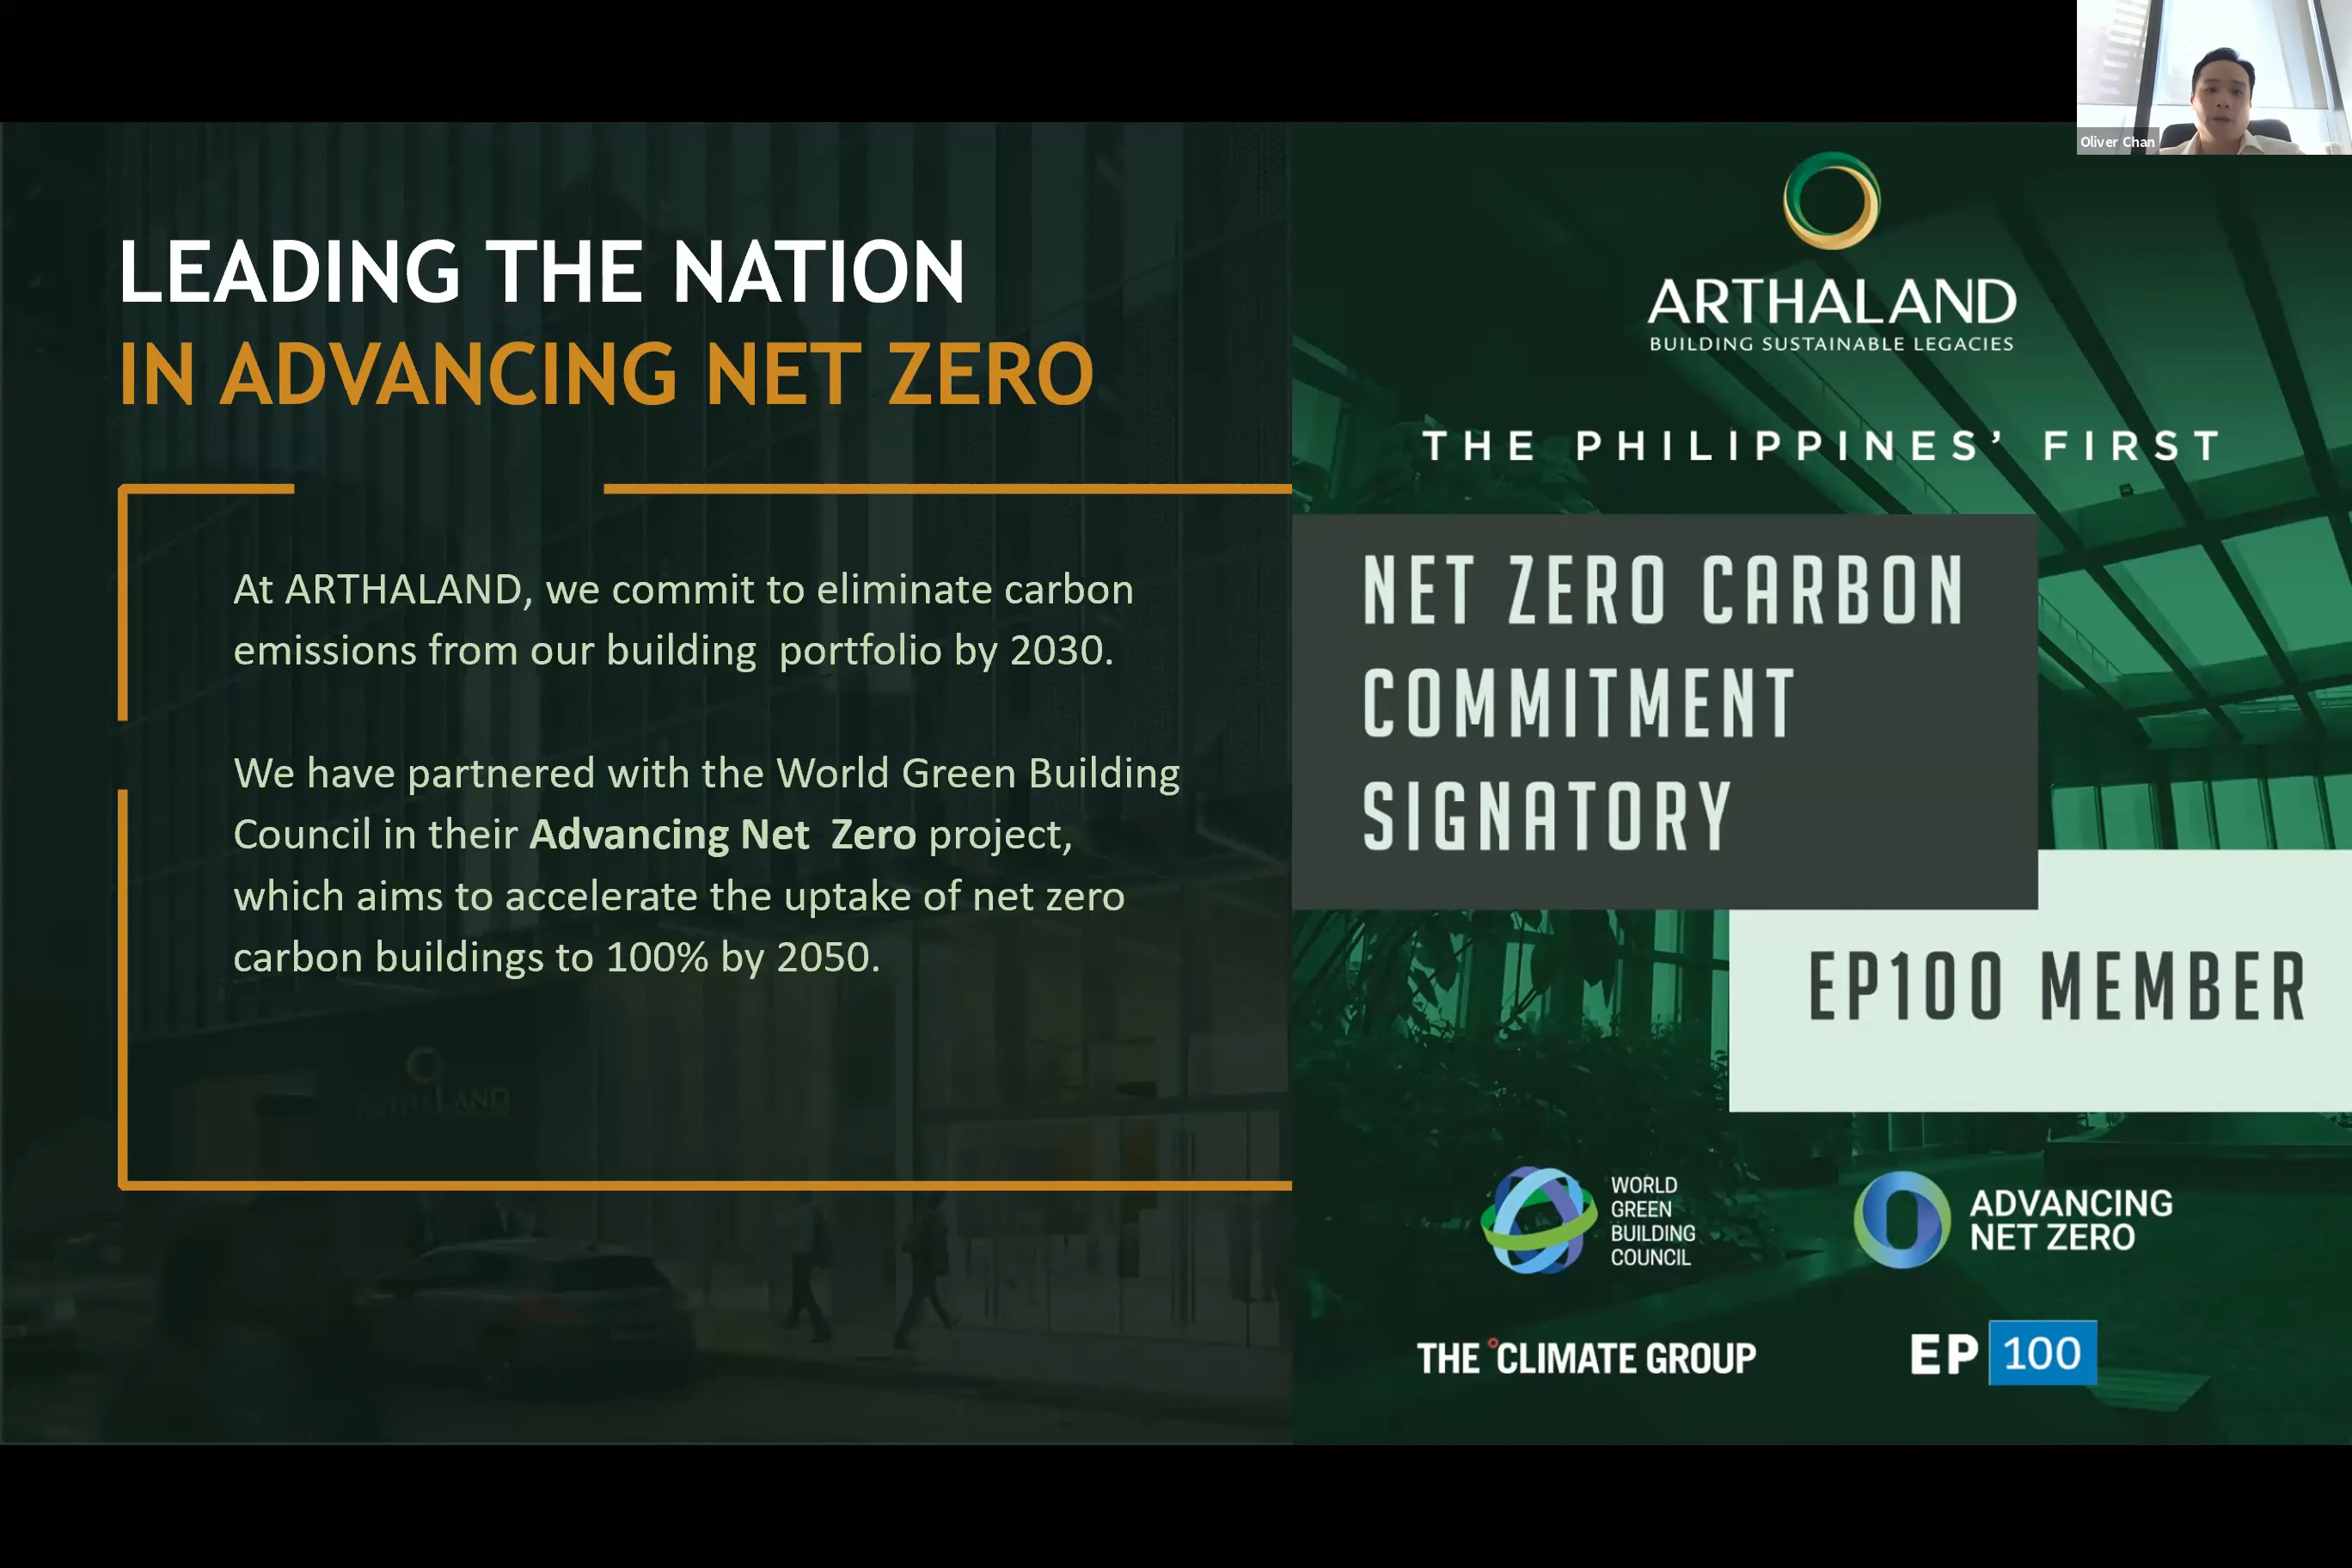 Oliver Chan
LEADING THE NATION
IN ADVANCING NET ZERO
At ARTHALAND, we commit to eliminate carbon
emissions from our building portfolio by 2030.
We have partnered with the World Green Building
Council in their Advancing Net Zero project,
which aims to accelerate the uptake of net zero
carbon buildings to 100% by 2050.
ARTHALAND
ARTHALAND
BUILDING SUSTAINABLE LEGACIES
THE PHILIPPINES’ FIRST
NET ZERO CARBON
COMMITMENT
SIGNATORY
EP100 MEMBER
WORLD
GREEN
BUILDING
COUNCIL
ADVANCING
NET ZERO
THE °CLIMATE GROUP
EP 100